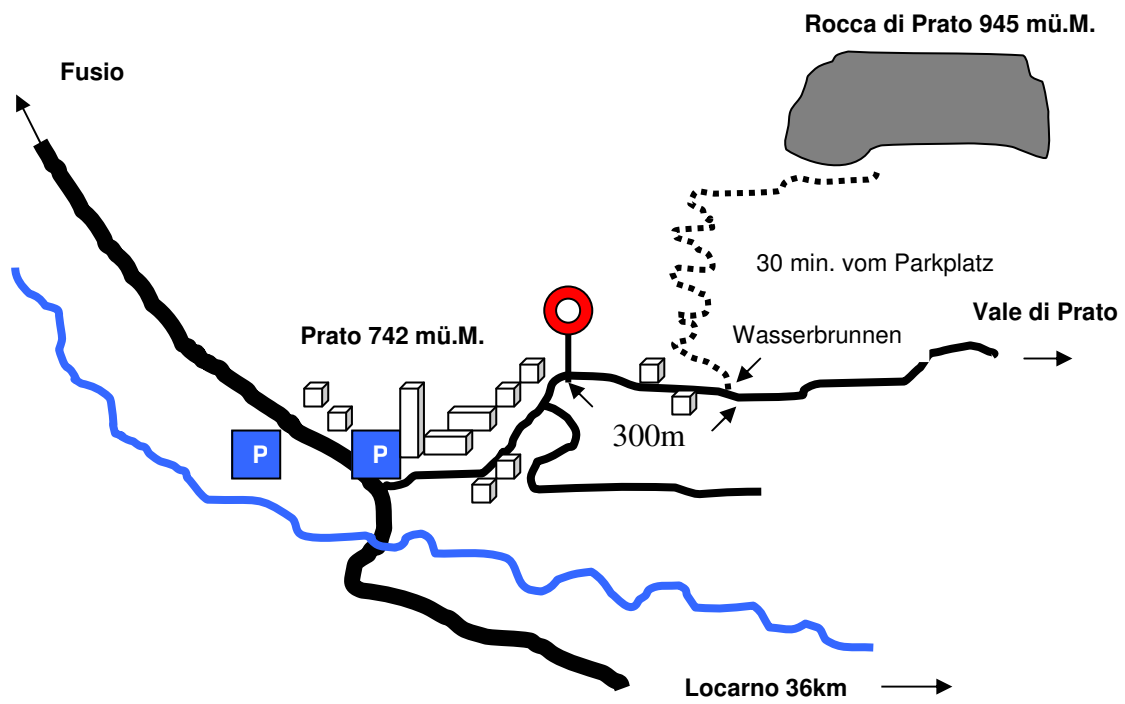 Rocca di Prato 945 mü.M.
Fusio
30 min. vom Parkplatz
Vale di Prato
Prato 742 mü.M.
Wasserbrunnen
300m
P
P
Locarno 36km